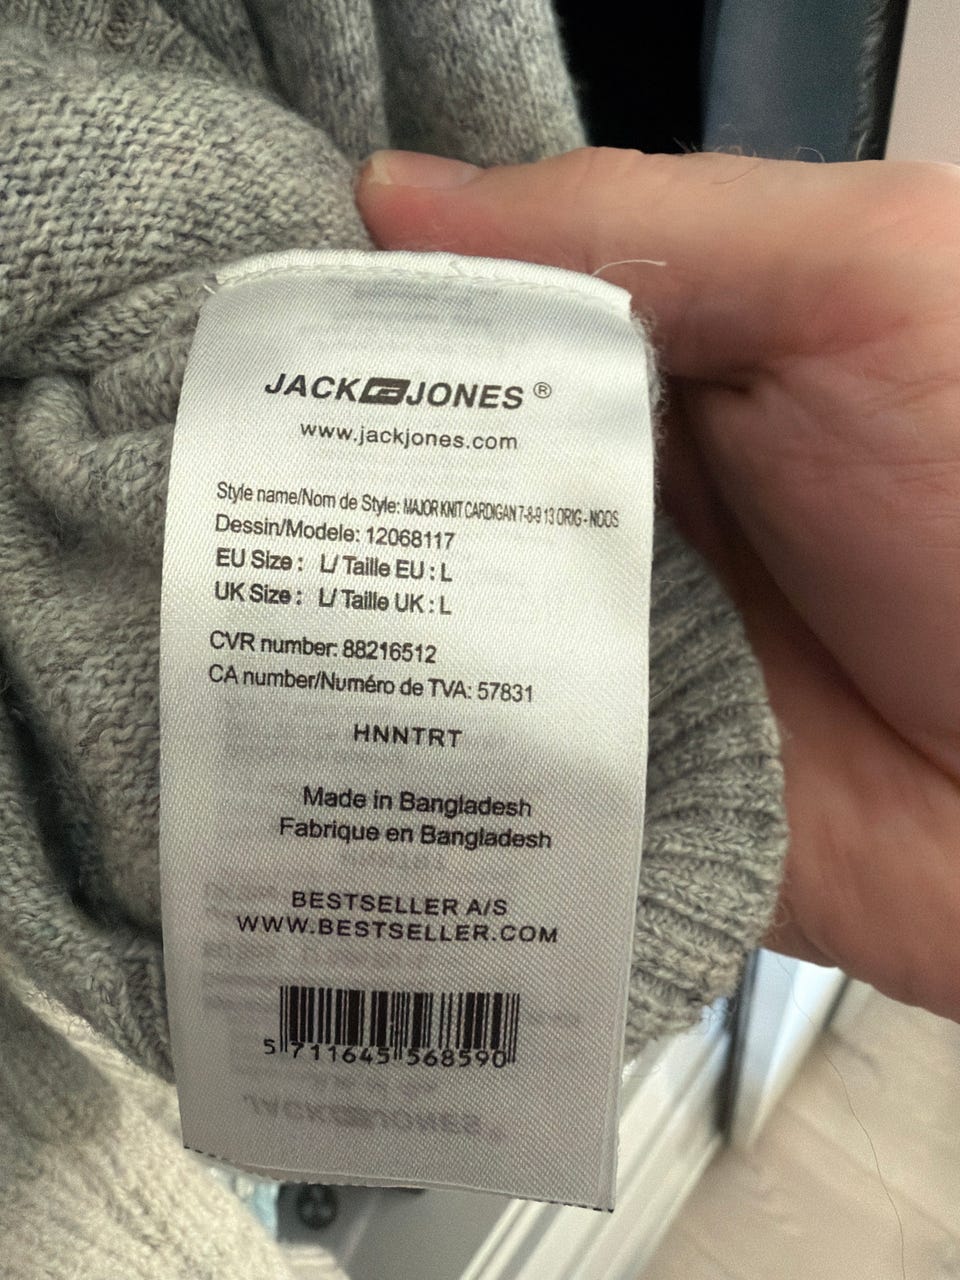 JACK JONES ®
www.jackjones.com
Style name/Nom de Style: MAJOR KNIT CARDIGAN 7-8-9 13 ORIG - NOOS
Dessin/Modele: 12068117
EU Size : L/ Taille EU : L
UK Size : L/ Taille UK : L
CVR number: 88216512
CA number/Numéro de TVA: 57831
HNNTRT
Made in Bangladesh
Fabrique en Bangladesh
BESTSELLER A/S
WWW.BESTSELLER.COM
5 711645 568590